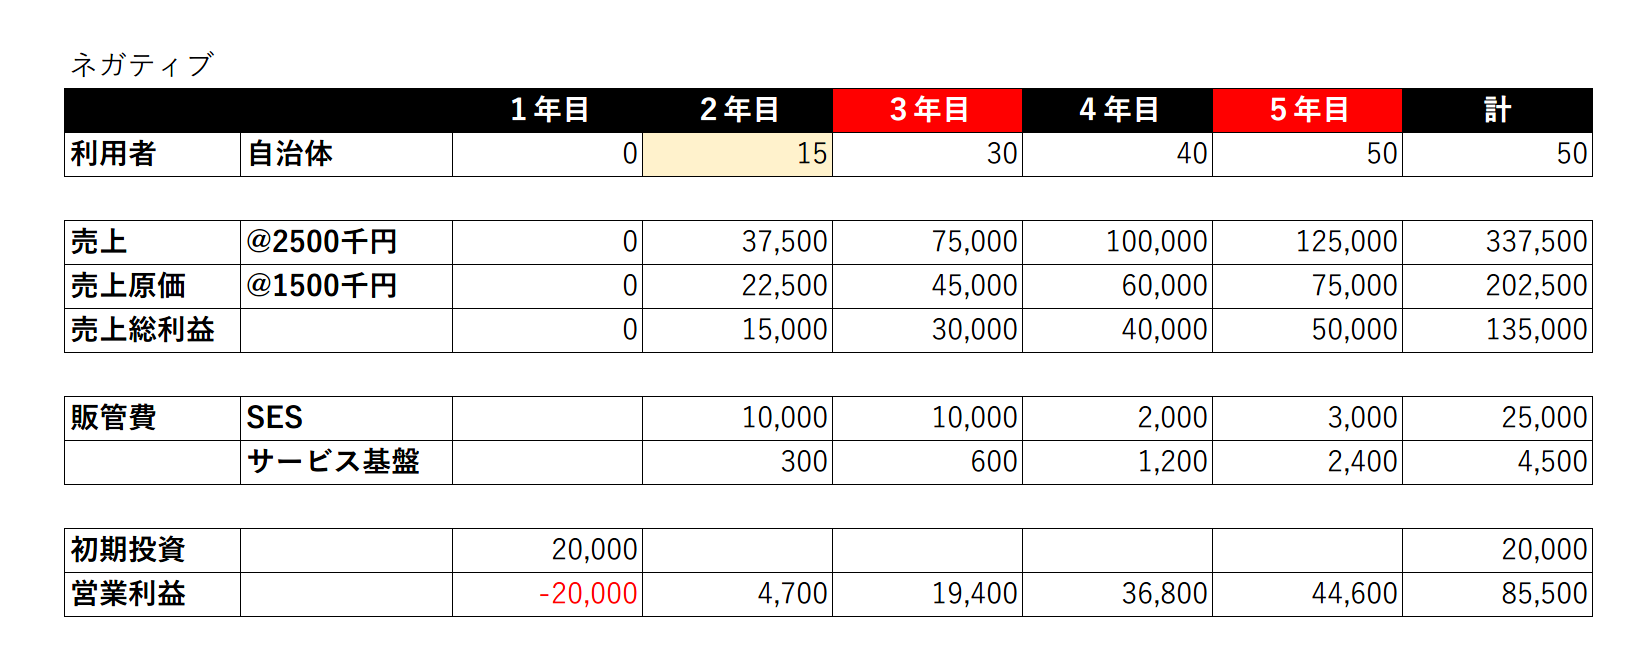 ネガティブ
1年目 2年目 3年目 4年目 5年目 計
利用者 自治体 0 15 30 40 50 50
売上 @2500千円 0 37,500 75,000 100,000 125,000 337,500
売上原価 @1500千円 0 22,500 45,000 60,000 75,000 202,500
売上総利益 0 15,000 30,000 40,000 50,000 135,000
販管費 SES 10,000 10,000 2,000 3,000 25,000
サービス基盤 300 600 1,200 2,400 4,500
初期投資 20,000 20,000
営業利益 -20,000 4,700 19,400 36,800 44,600 85,500